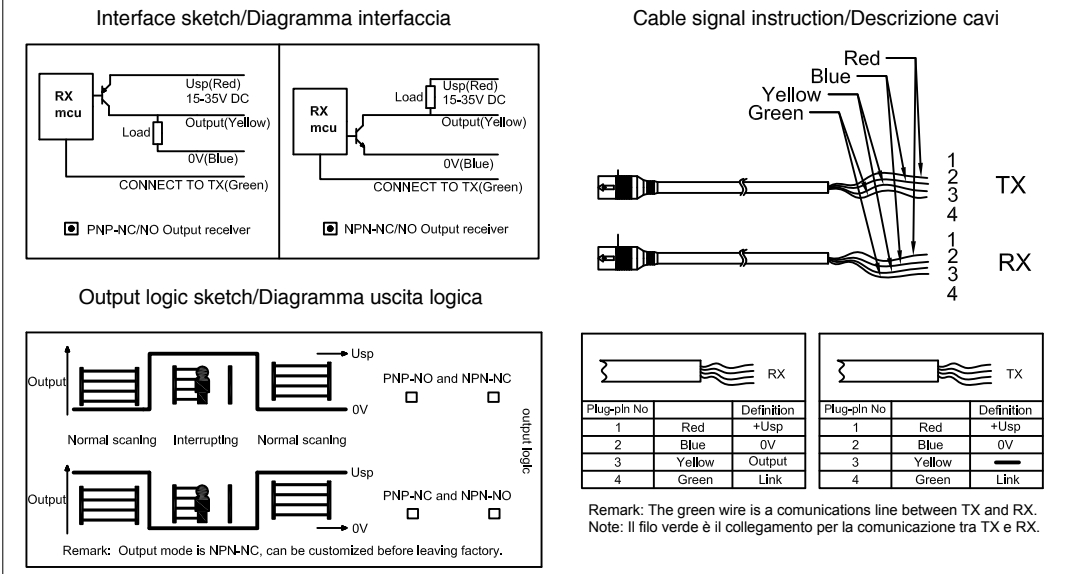 Interface sketch/Diagramma interfaccia
RX
mcu
Usp(Red)
15-35V DC
Output(Yellow)
Load
0V(Blue)
CONNECT TO TX(Green)
PNP-NC/NO Output receiver
RX
mcu
Load
Usp(Red)
15-35V DC
Output(Yellow)
0V(Blue)
CONNECT TO TX(Green)
NPN-NC/NO Output receiver
Cable signal instruction/Descrizione cavi
Red
Blue
Yellow
Green
1
2
3
4
TX
1
2
3
4
RX
Output logic sketch/Diagramma uscita logica
Output
Usp
0V
PNP-NO and NPN-NC
Normal scanIng Interruptıng Normal scanıng
Output
Usp
0V
PNP-NC and NPN-NO
output logic
Remark: Output mode is NPN-NC, can be customized before leaving factory.
RX
Plug-pIn No Definition
1 Red +Usp
2 Blue 0V
3 Yellow Output
4 Green Link
TX
Plug-pIn No Definition
1 Red +Usp
2 Blue 0V
3 Yellow —
4 Green Link
Remark: The green wire is a comunications line between TX and RX.
Note: Il filo verde è il collegamento per la comunicazione tra TX e RX.